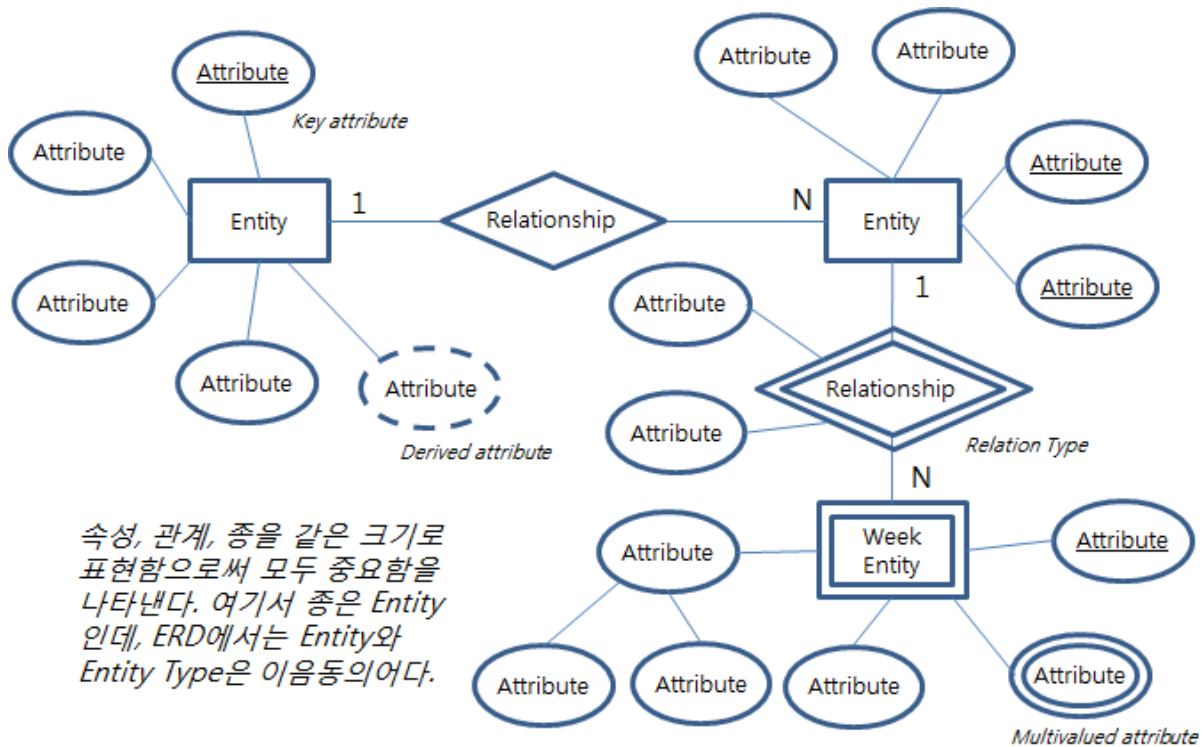 Attribute
Attribute
Attribute
Key attribute
Attribute
Attribute
Entity
1
Relationship
N
Entity
Attribute
1
Attribute
Attribute
Attribute
Attribute
Relationship
Attribute
Derived attribute
Relation Type
N
속성, 관계, 종을 같은 크기로
표현함으로써 모두 중요함을
나타낸다. 여기서 종은 Entity
인데, ERD에서는 Entity와
Entity Type은 이음동의어다.
Attribute
Week
Entity
Attribute
Attribute
Attribute
Attribute
Attribute
Attribute
Multivalued attribute